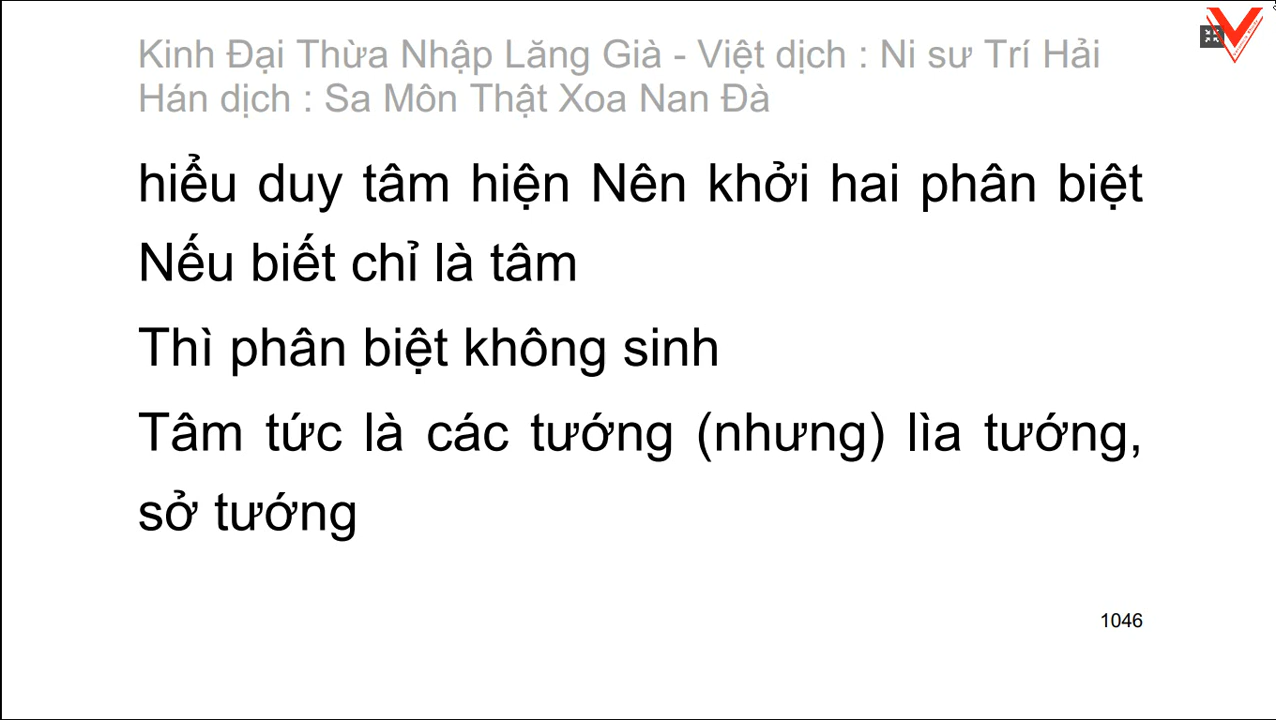 Kinh Đại Thừa Nhập Lăng Già - Việt dịch : Ni sư Trí Hải
Hán dịch : Sa Môn Thật Xoa Nan Đà
hiểu duy tâm hiện Nên khởi hai phân biệt
Nếu biết chỉ là tâm
Thì phân biệt không sinh
Tâm tức là các tướng (nhưng) lìa tướng,
sở tướng
1046